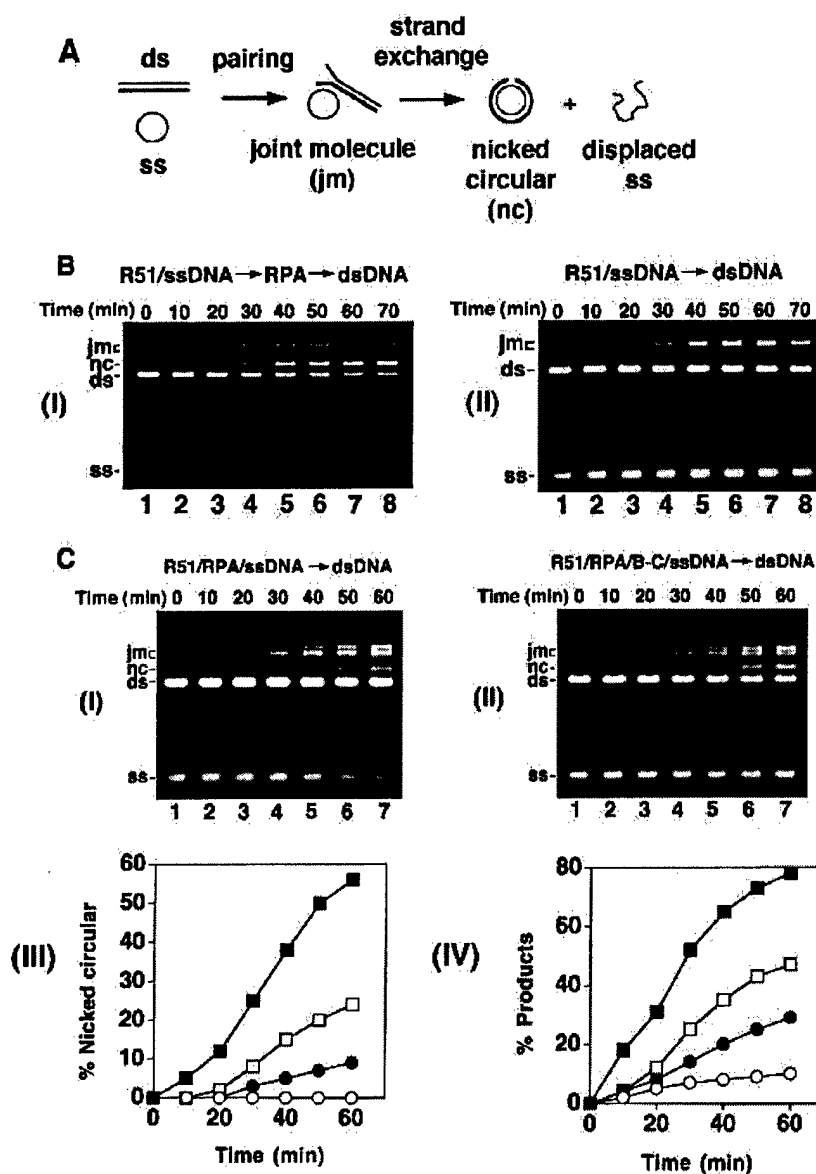 A
ds
pairing
strand
exchange
+
ss
joint molecule
(jm)
nicked
circular
(nc)
displaced
ss
B
R51/ssDNA→RPA→dsDNA
Time (min) 0 10 20 30 40 50 60 70
jm
nc-
ds-
(I)
ss-
1 2 3 4 5 6 7 8
R51/ssDNA→dsDNA
Time (min) 0 10 20 30 40 50 60 70
jm
ds-
(II)
ss-
1 2 3 4 5 6 7 8
C
R51/RPA/ssDNA→dsDNA
Time (min) 0 10 20 30 40 50 60
jm
nc-
ds-
(I)
ss-
1 2 3 4 5 6 7
R51/RPA/B-C/ssDNA→dsDNA
Time (min) 0 10 20 30 40 50 60
jm
nc-
ds-
(II)
ss-
1 2 3 4 5 6 7
(III)
% Nicked circular
60
50
40
30
20
10
0
0 20 40 60
Time (min)
(IV)
% Products
80
60
40
20
0
0 20 40 60
Time (min)